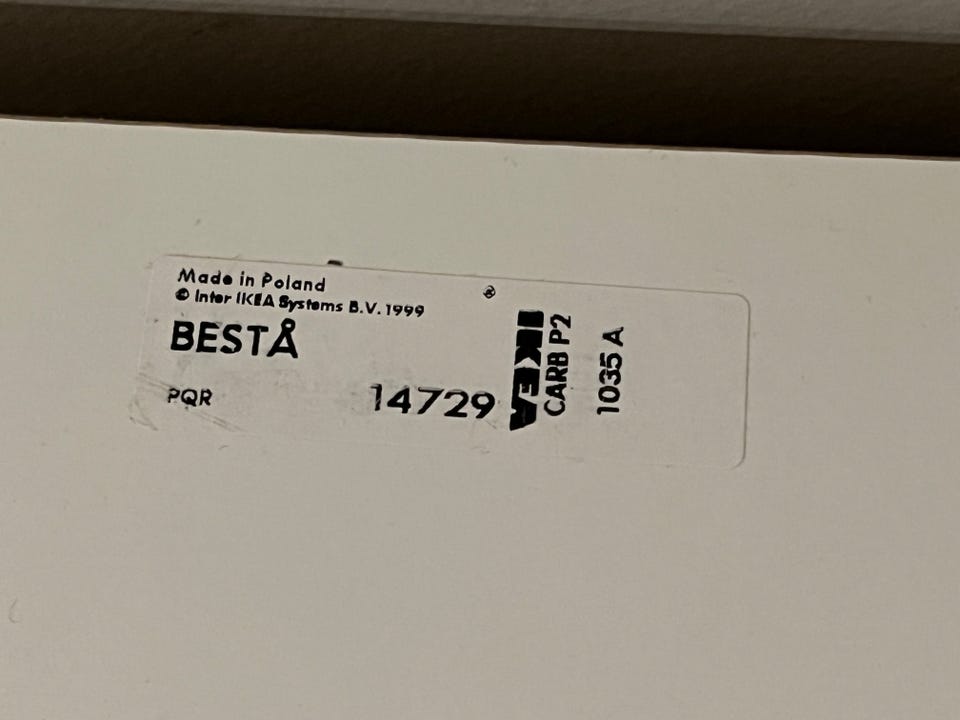 Made in Poland
© Inter IKEA Systems B.V. 1999
BESTÅ
PQR
14729
®
IKEA
CARB P2
1035 A